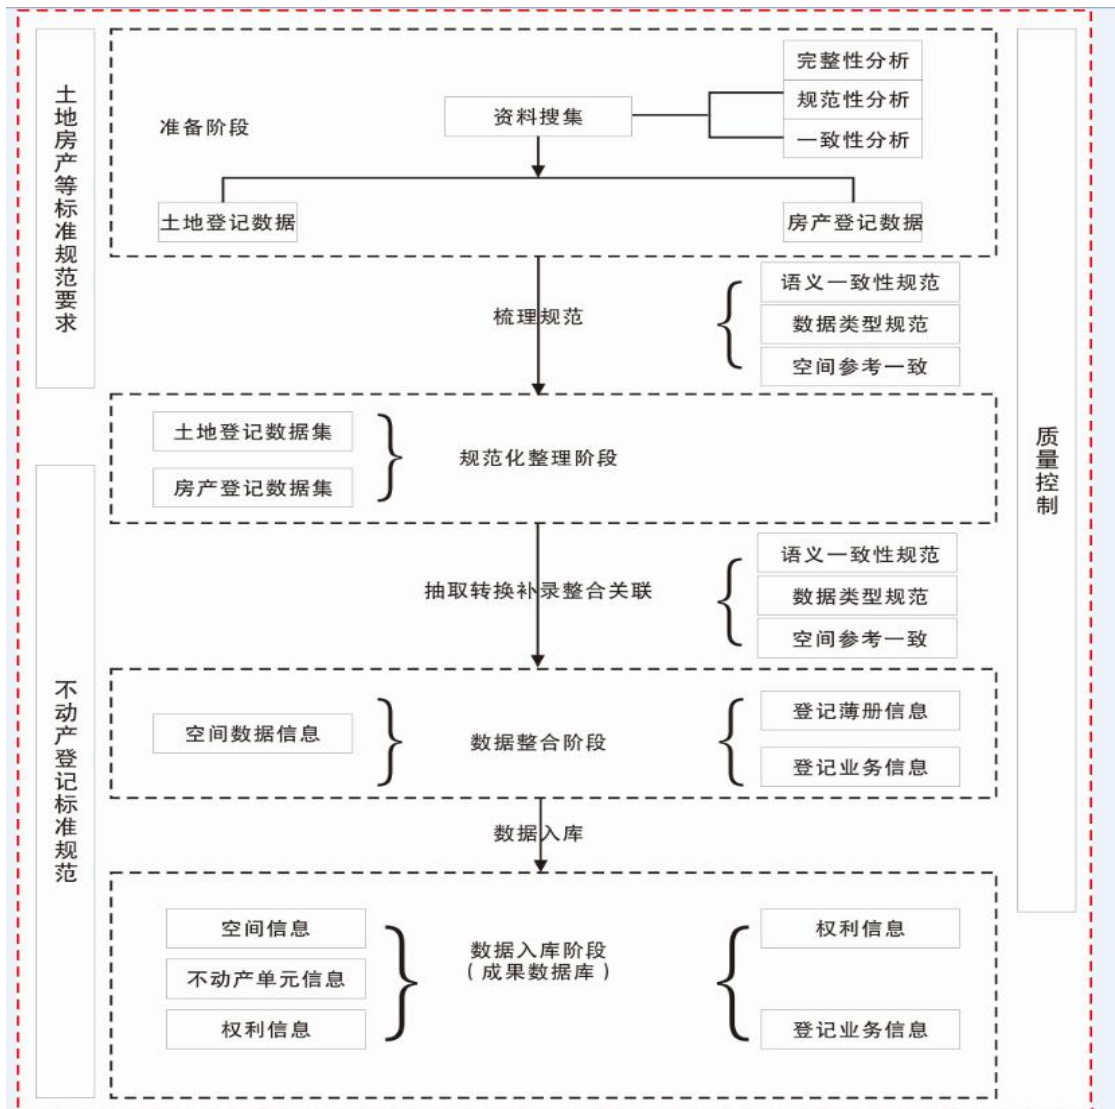 土地房产等标准规范要求
准备阶段
资料搜集
完整性分析
规范性分析
一致性分析
土地登记数据
房产登记数据
梳理规范
语义一致性规范
数据类型规范
空间参考一致
土地登记数据集
房产登记数据集
规范化整理阶段
质量控制
抽取转换补录整合关联
语义一致性规范
数据类型规范
空间参考一致
不动产登记标准规范
空间数据信息
数据整合阶段
登记薄册信息
登记业务信息
数据入库
空间信息
不动产单元信息
权利信息
数据入库阶段
（成果数据库）
权利信息
登记业务信息